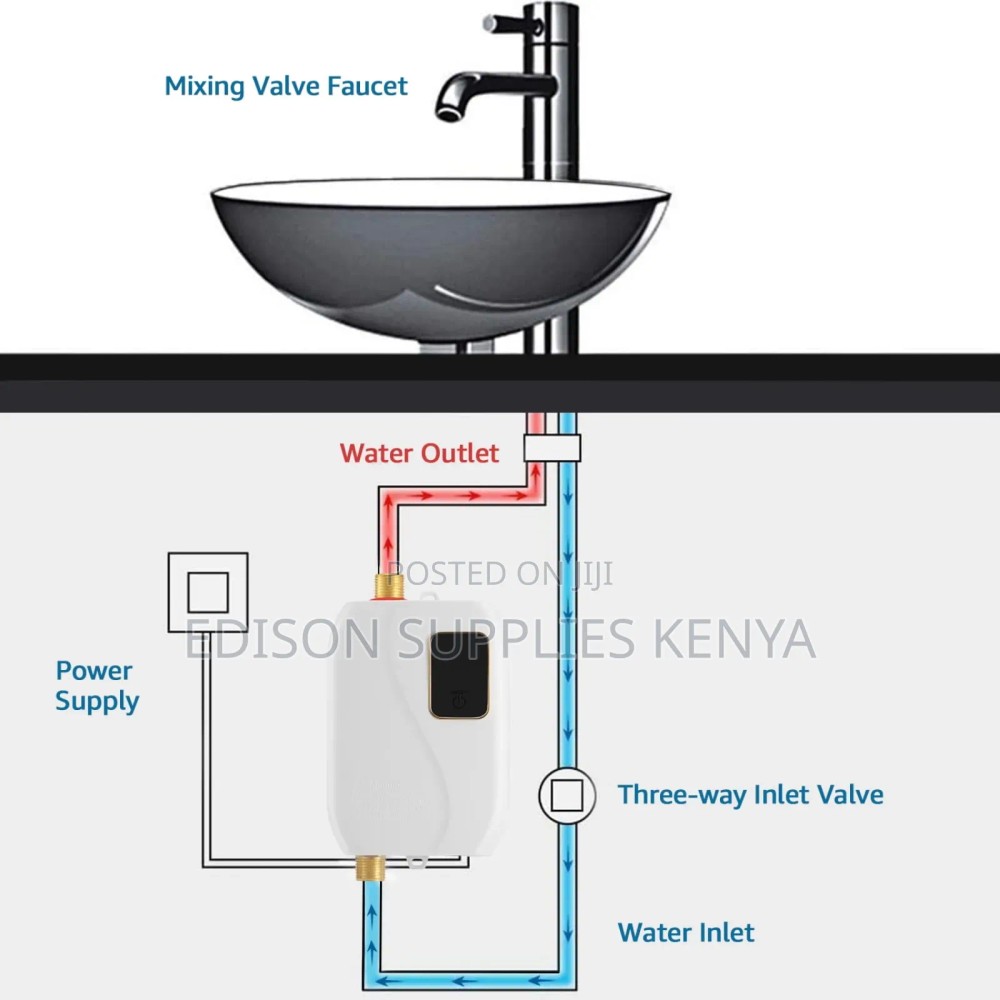 Mixing Valve Faucet
Water Outlet
POSTED ON JIJI
EDISON SUPPLIES KENYA
Power
Supply
Three-way Inlet Valve
Water Inlet